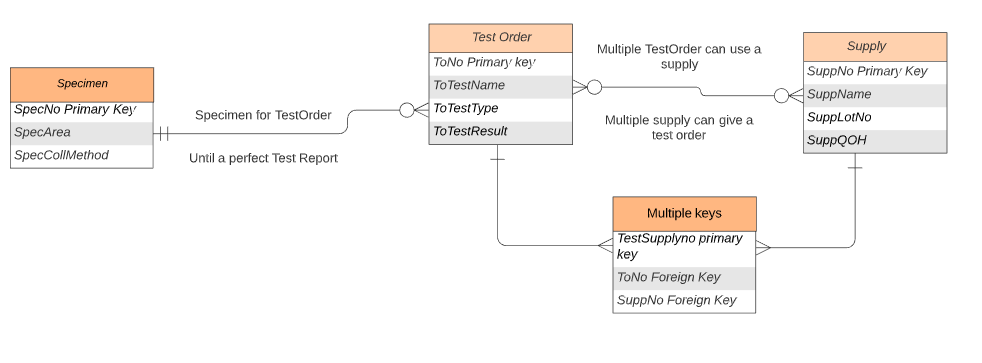 Specimen
SpecNo Primary Key
SpecArea
SpecCollMethod
Specimen for TestOrder
Until a perfect Test Report
Test Order
ToNo Primary key
ToTestName
ToTestType
ToTestResult
Multiple TestOrder can use a
supply
Multiple supply can give a
test order
Supply
SuppNo Primary Key
SuppName
SuppLotNo
SuppQOH
Multiple keys
TestSupplyno primary
key
ToNo Foreign Key
SuppNo Foreign Key